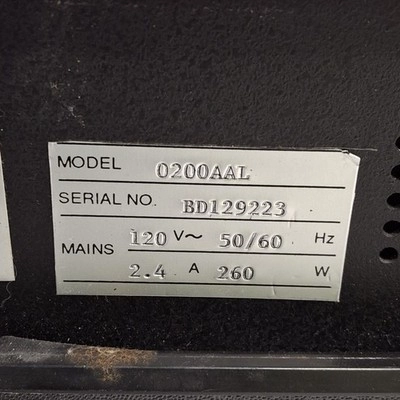 MODEL 0200AAL
SERIAL NO. BD129223
MAINS 120 V~ 50/60 Hz
2.4 A 260 W